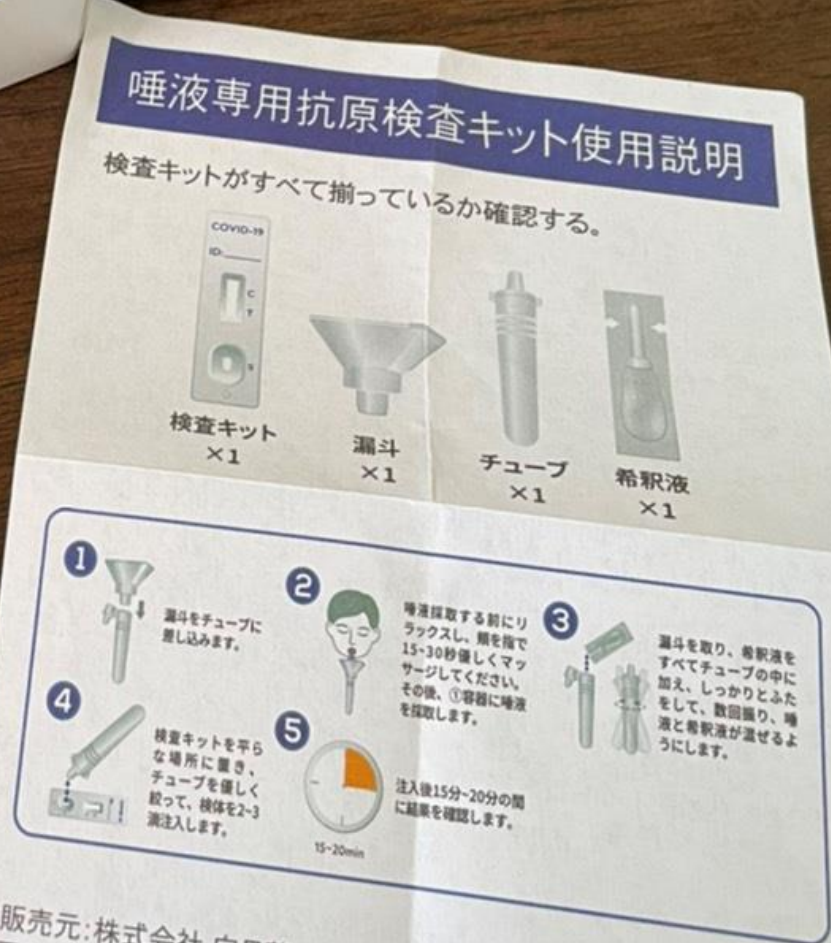 唾液専用抗原検査キット使用説明
検査キットがすべて揃っているか確認する。
COVID-19
ID:
C
T
S
検査キット
×1
漏斗
×1
チューブ
×1
希釈液
×1
1
漏斗をチューブに
差し込みます。
2
唾液採取する前にリ
ラックスし、頬を指で
15~30秒優しくマッ
サージしてください。
その後、①容器に唾液
を採取します。
3
漏斗を取り、希釈液を
すべてチューブの中に
加え、しっかりとふた
をして、数回振り、唾
液と希釈液が混ぜるよ
うにします。
4
検査キットを平ら
な場所に置き、
チューブを優しく
絞って、検体を2~3
滴注入します。
5
注入後15分~20分の間
に結果を確認します。
15~20min
販売元:株式会社